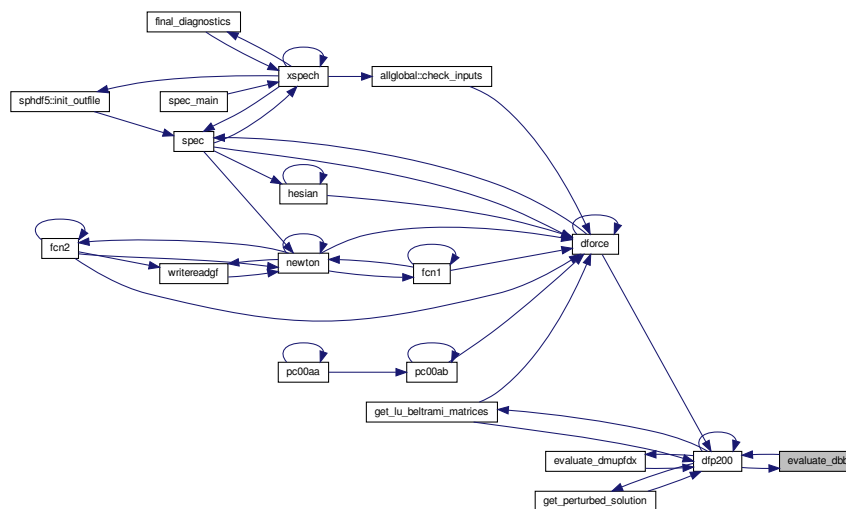 final_diagnostics
xspech
allglobal::check_inputs
sphdf5::init_outfile
spec_main
spec
hesian
fcn2
dforce
newton
writereadgf
fcn1
pc00aa
pc00ab
get_lu_beltrami_matrices
evaluate_dmupfdx
dfp200
evaluate_dbb
get_perturbed_solution